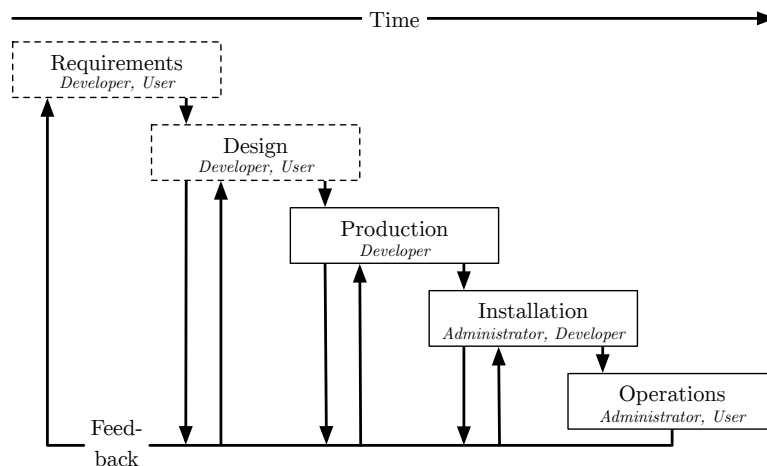 Time
Requirements
Developer, User
Design
Developer, User
Production
Developer
Installation
Administrator, Developer
Operations
Administrator, User
Feed-
back